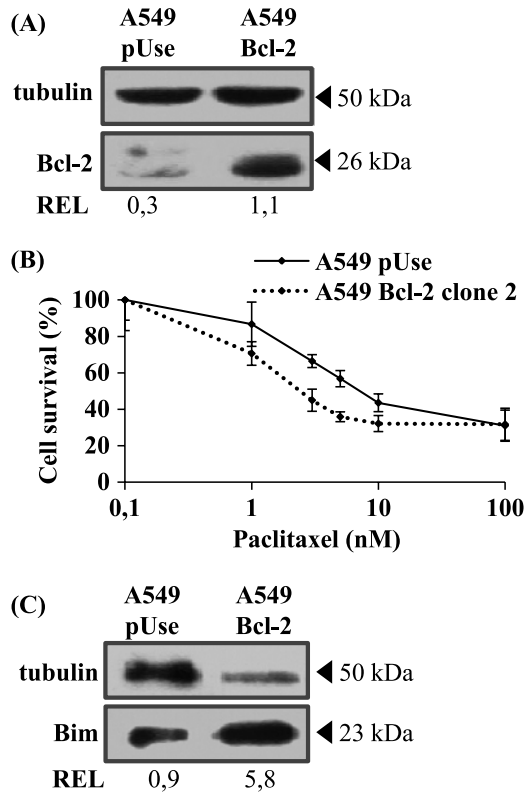 (A)
A549 A549
pUse Bcl-2
tubulin
50 kDa
Bcl-2
26 kDa
REL 0,3 1,1
(B)
A549 pUse
A549 Bcl-2 clone 2
Cell survival (%)
100
80
60
40
20
0
0,1 1 10 100
Paclitaxel (nM)
(C)
A549 A549
pUse Bcl-2
tubulin
50 kDa
Bim
23 kDa
REL 0,9 5,8